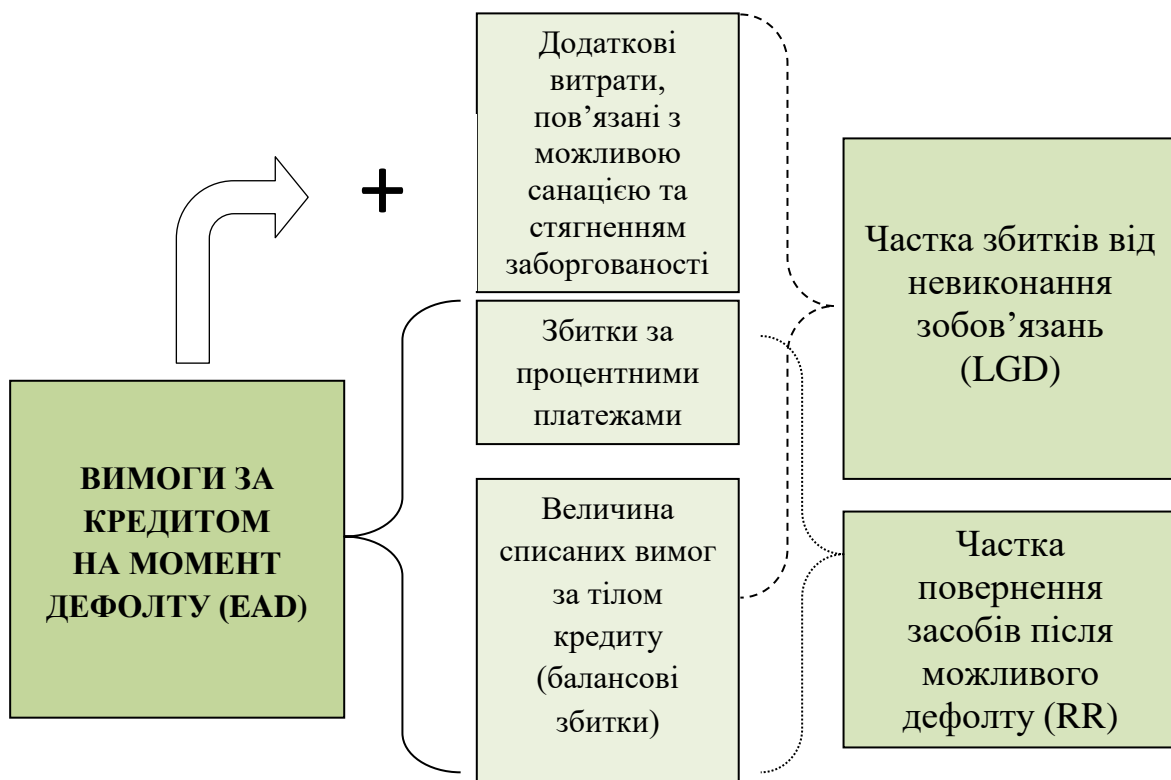 Додаткові
витрати,
пов’язані з
можливою
санацією та
стягненням
заборгованості
+
Збитки за
процентними
платежами
Величина
списаних вимог
за тілом
кредиту
(балансові
збитки)
ВИМОГИ ЗА
КРЕДИТОМ
НА МОМЕНТ
ДЕФОЛТУ (EAD)
Частка збитків від
невиконання
зобов’язань
(LGD)
Частка
повернення
засобів після
можливого
дефолту (RR)